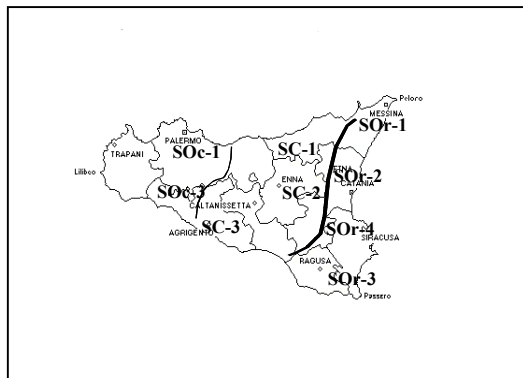 Peloro
MESSINA
SOr-1
PALERMO
TRAPANI
SOc-1
SC-1
Lilibeo
ETNA
SOr-2
ENNA
SC-2
CATANIA
SOc-3
CALTANISSETTA
SC-3
AGRIGENTO
SOr-4
SIRACUSA
RAGUSA
SOr-3
Passero